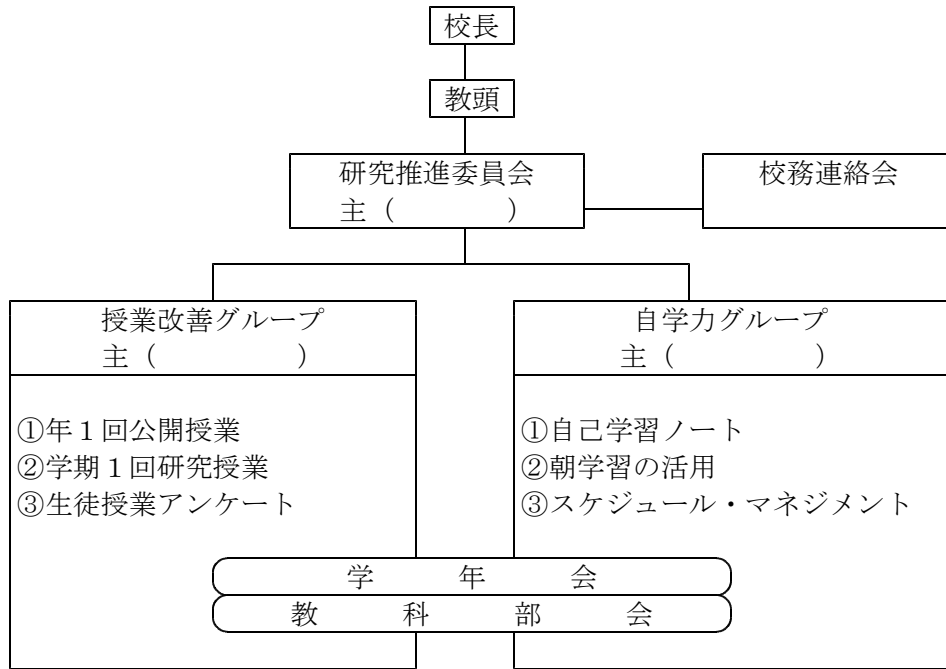 校長
教頭
研究推進委員会
主（　　　　）
校務連絡会
授業改善グループ
主（　　　　　）
①年１回公開授業
②学期１回研究授業
③生徒授業アンケート
自学力グループ
主（　　　　　　）
①自己学習ノート
②朝学習の活用
③スケジュール・マネジメント
学　　年　　会
教　　科　　部　　会